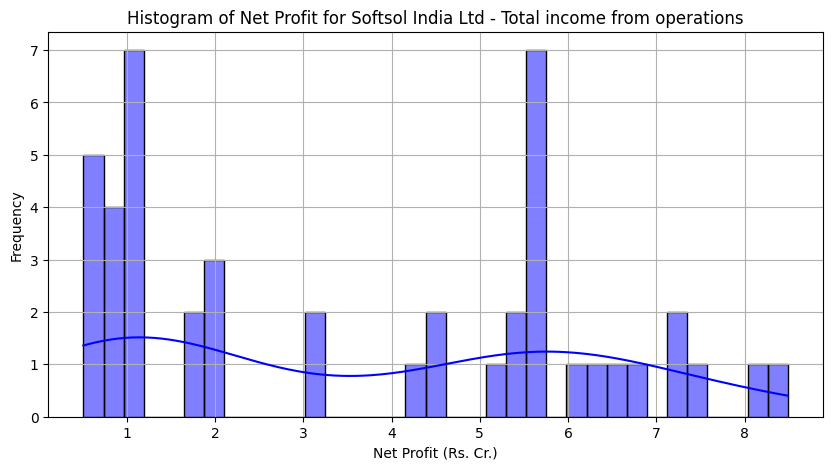 Histogram of Net Profit for Softsol India Ltd - Total income from operations
7
6
5
4
3
2
1
0
Frequency
1 2 3 4 5 6 7 8
Net Profit (Rs. Cr.)